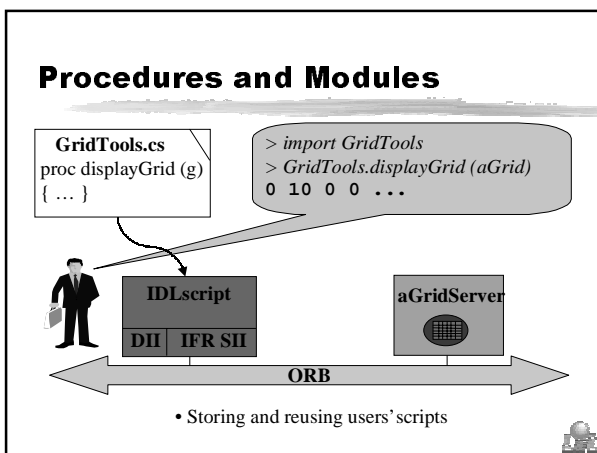 Procedures and Modules
GridTools.cs
proc displayGrid (g)
{ … }
> import GridTools
> GridTools.displayGrid (aGrid)
0 10 0 0 ...
IDLscript
DII IFR SII
aGridServer
ORB
• Storing and reusing users' scripts